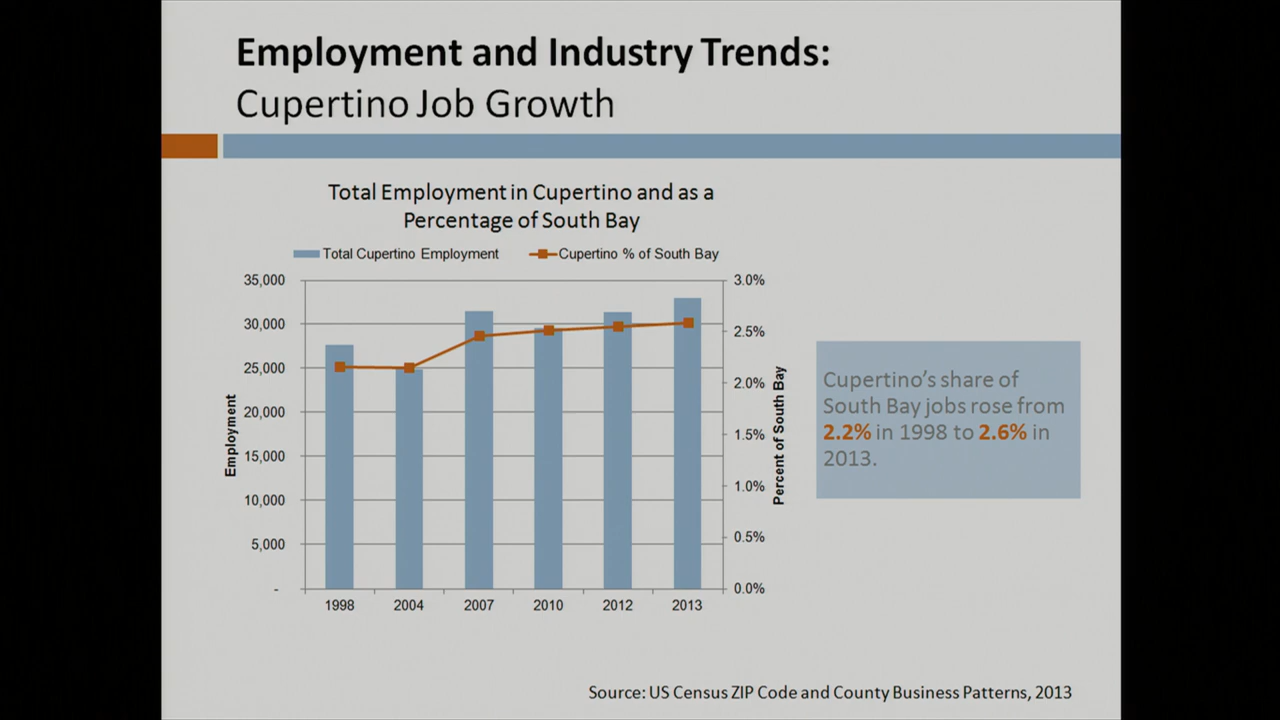 Employment and Industry Trends:
Cupertino Job Growth
Total Employment in Cupertino and as a
Percentage of South Bay
Total Cupertino Employment
Cupertino % of South Bay
35,000
30,000
25,000
20,000
15,000
10,000
5,000
-
Employment
3.0%
2.5%
2.0%
1.5%
1.0%
0.5%
0.0%
Percent of South Bay
1998 2004 2007 2010 2012 2013
Cupertino’s share of
South Bay jobs rose from
2.2% in 1998 to 2.6% in
2013.
Source: US Census ZIP Code and County Business Patterns, 2013